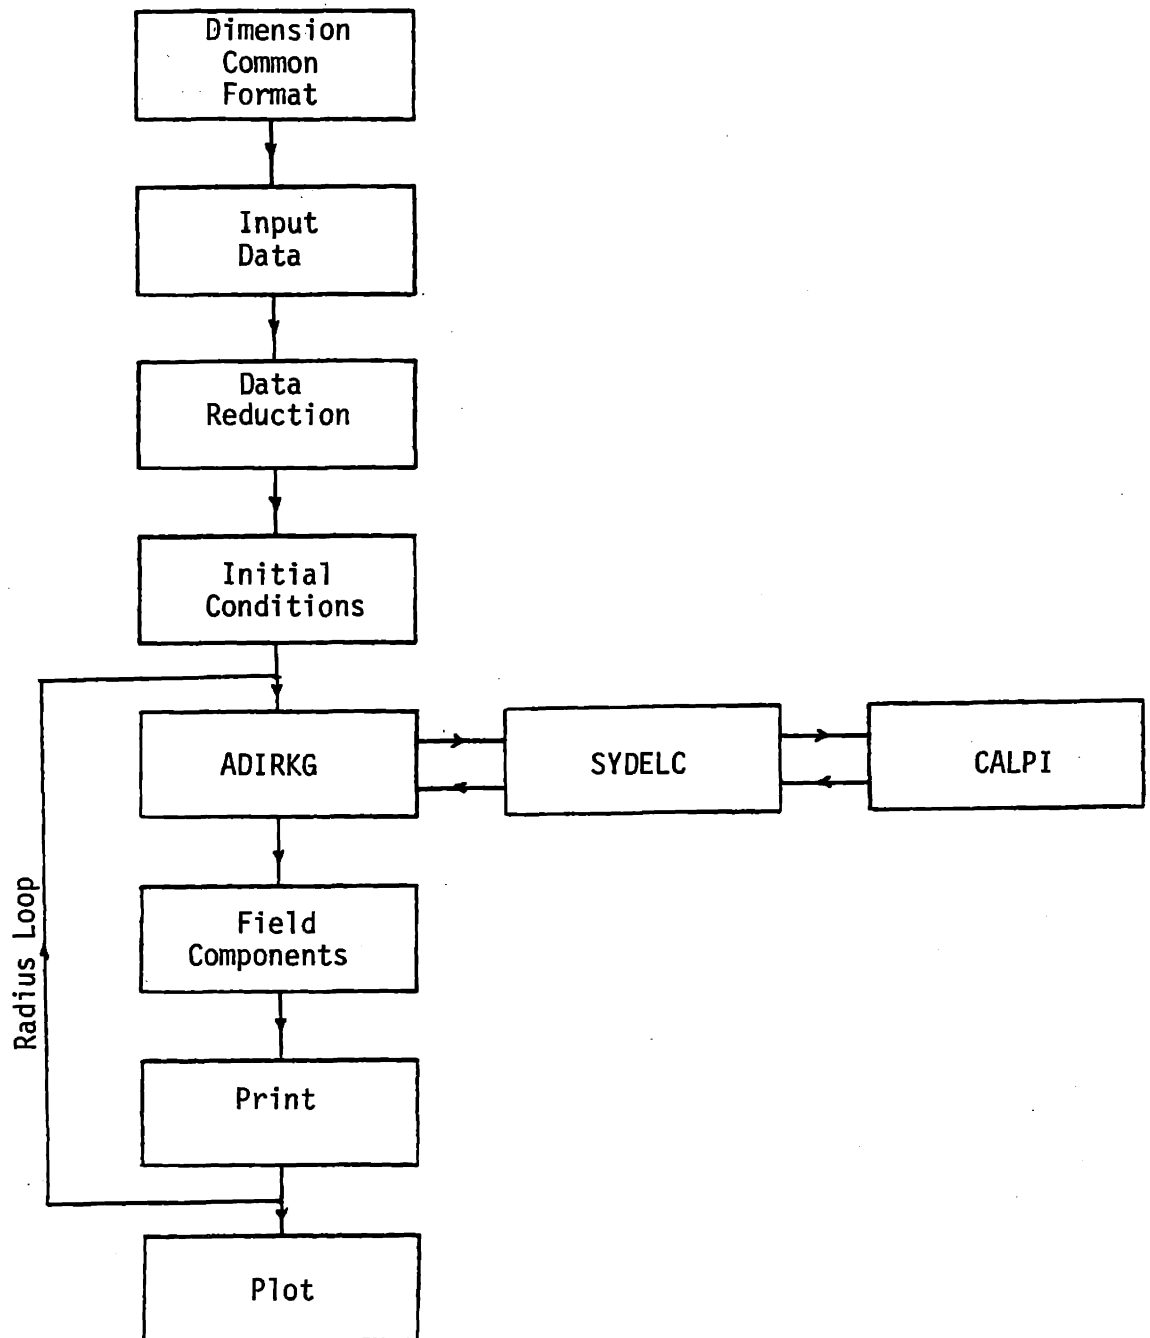 Dimension
Common
Format
Input
Data
Data
Reduction
Initial
Conditions
ADIRKG
SYDELC
CALPI
Field
Components
Radius Loop
Print
Plot